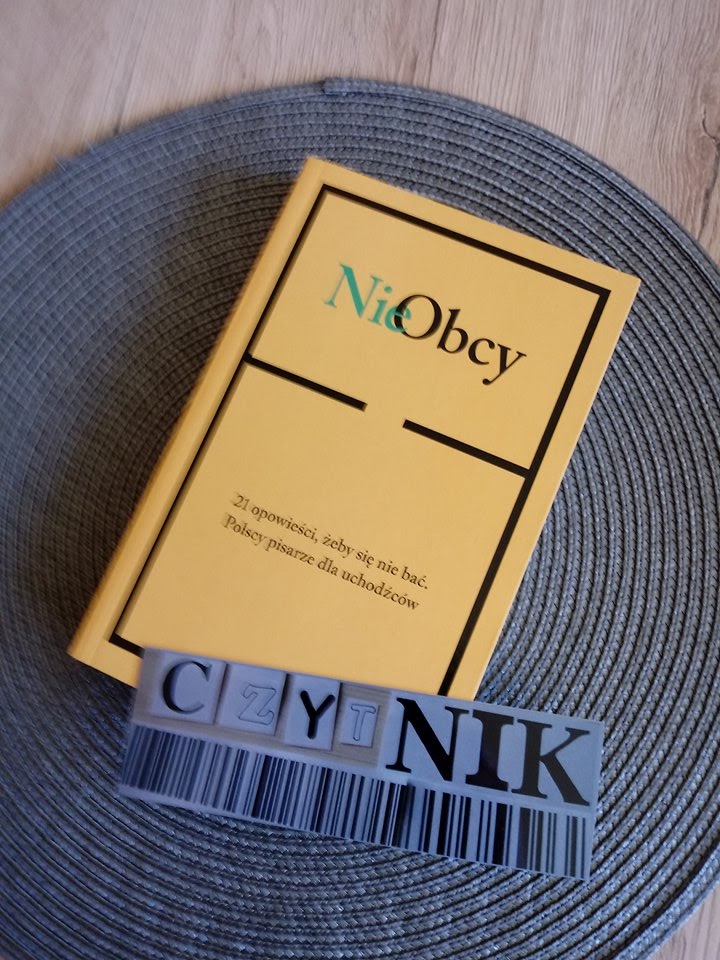 NieObcy
21 opowieści, żeby się nie bać.
Polscy pisarze dla uchodźców
CZYTNIK